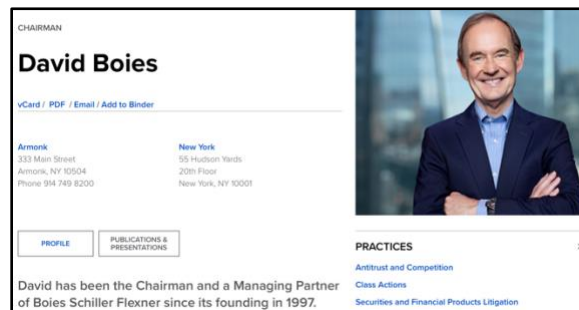 CHAIRMAN
David Boies
vCard / PDF / Email / Add to Binder
Armonk
333 Main Street
Armonk, NY 10504
Phone 914 749 8200
New York
55 Hudson Yards
20th Floor
New York, NY 10001
PROFILE
PUBLICATIONS &
PRESENTATIONS
David has been the Chairman and a Managing Partner
of Boies Schiller Flexner since its founding in 1997.
PRACTICES
Antitrust and Competition
Class Actions
Securities and Financial Products Litigation